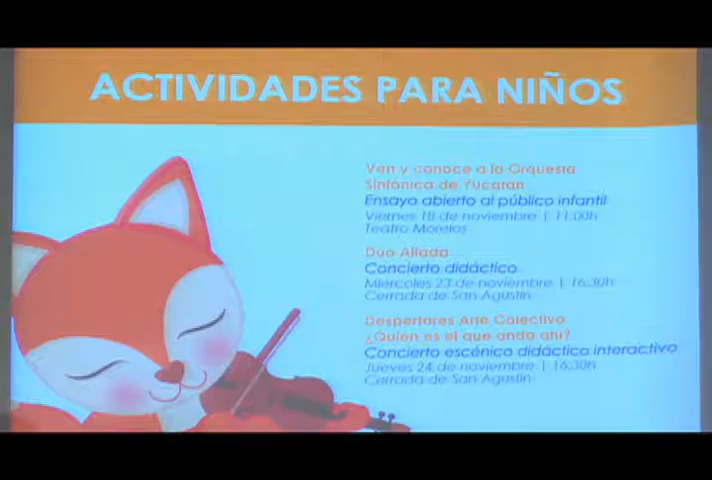 ACTIVIDADES PARA NIÑOS
Ven y conoce a la Orquesta
Sinfónica de Yucatan
Ensayo abierto al público infantil
Viernes 18 de noviembre | 11:00h
Teatro Morelos
Duo Aliada
Concierto didáctico
Miércoles 23 de noviembre | 16:30h
Cerrada de San Agustín
Despertares Arte Colectivo
¿Quién es el que anda ahí?
Concierto escénico didáctico interactivo
Jueves 24 de noviembre | 16:30h
Cerrada de San Agustín